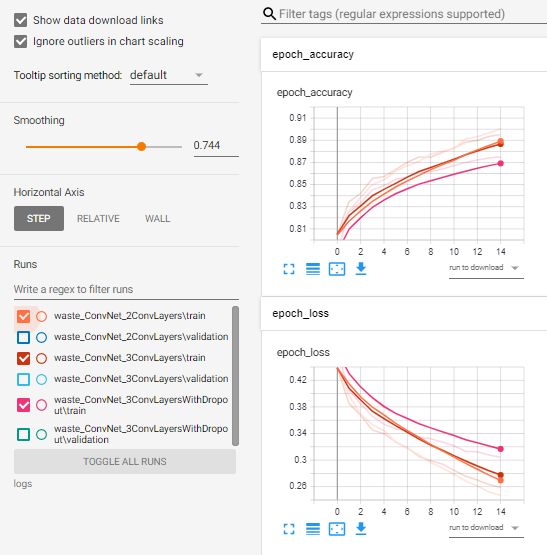 Show data download links
Ignore outliers in chart scaling
Tooltip sorting method: default
Smoothing
0.744
Horizontal Axis
STEP RELATIVE WALL
Runs
Write a regex to filter runs
waste_ConvNet_2ConvLayers\train
waste_ConvNet_2ConvLayers\validation
waste_ConvNet_3ConvLayers\train
waste_ConvNet_3ConvLayers\validation
waste_ConvNet_3ConvLayersWithDropo
ut\train
waste_ConvNet_3ConvLayersWithDropo
ut\validation
TOGGLE ALL RUNS
logs
Filter tags (regular expressions supported)
epoch_accuracy
epoch_accuracy
0.91
0.89
0.87
0.85
0.83
0.81
0 2 4 6 8 10 12 14
run to download
epoch_loss
epoch_loss
0.42
0.38
0.34
0.3
0.26
0 2 4 6 8 10 12 14
run to download